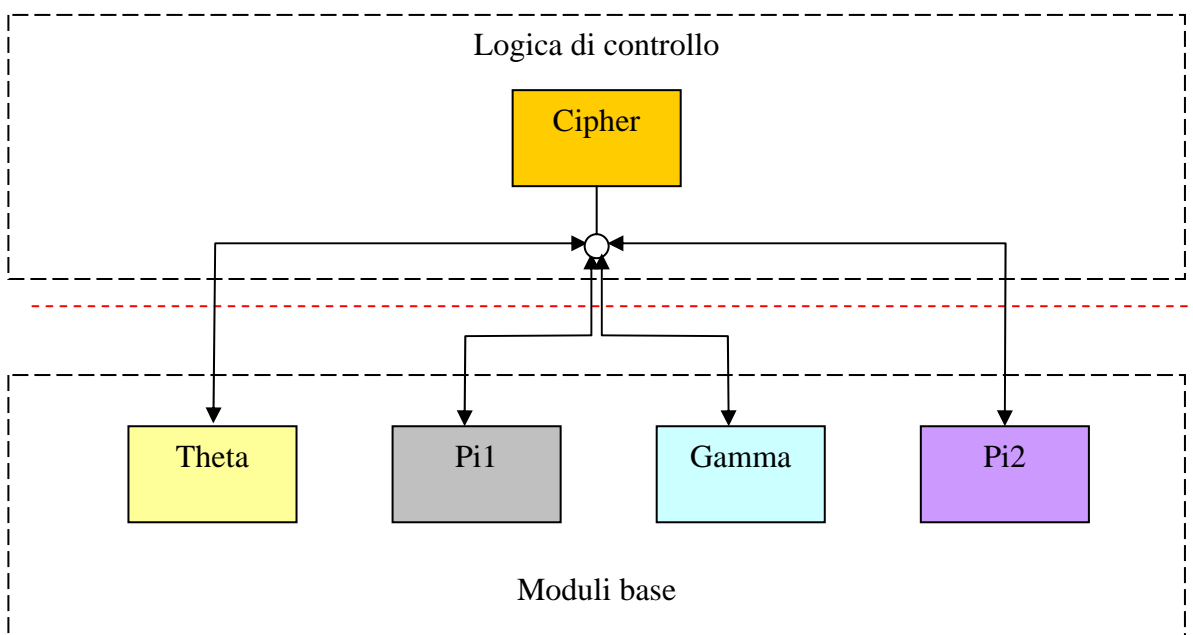 Logica di controllo
Cipher
Theta
Pi1
Gamma
Pi2
Moduli base